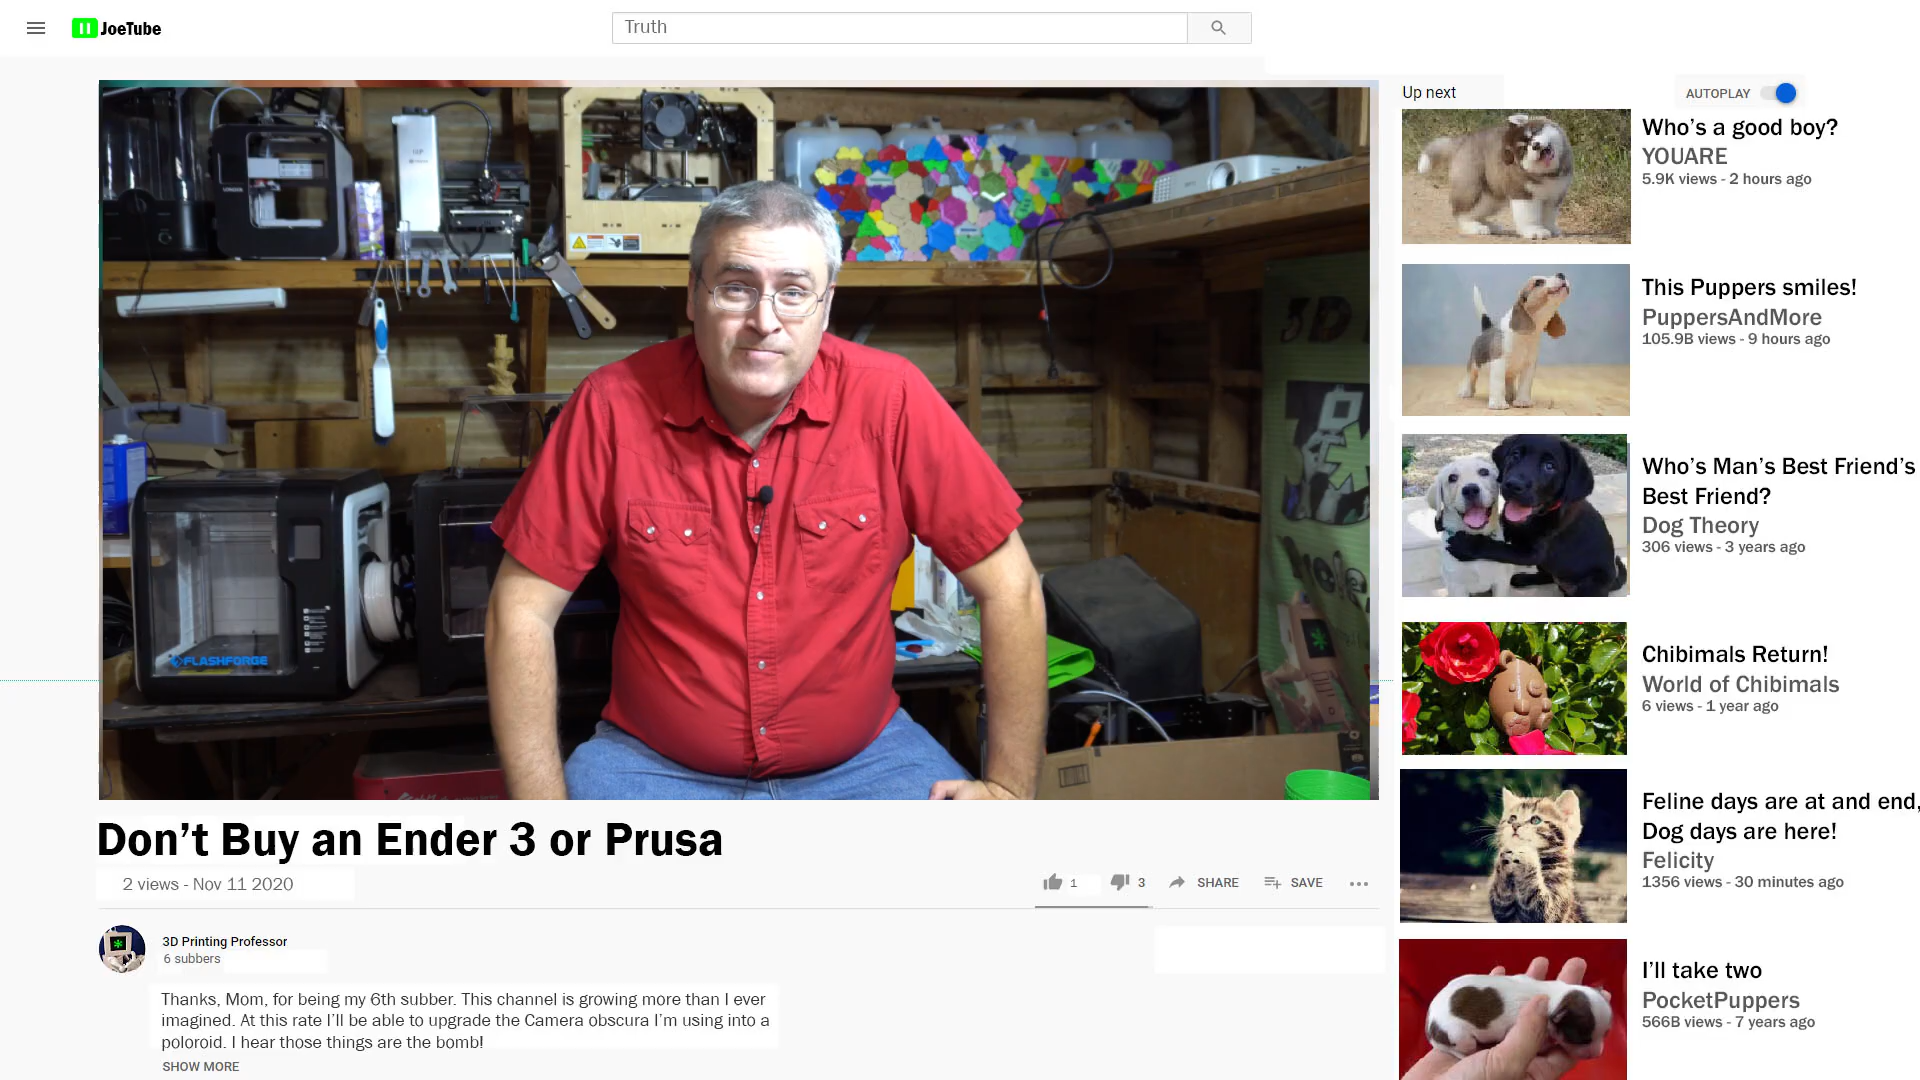 JoeTube
Truth
FLASHFORGE
Don’t Buy an Ender 3 or Prusa
2 views - Nov 11 2020
1
3
SHARE
SAVE
3D Printing Professor
6 subbers
Thanks, Mom, for being my 6th subber. This channel is growing more than I ever
imagined. At this rate I’ll be able to upgrade the Camera obscura I’m using into a
poloroid. I hear those things are the bomb!
SHOW MORE
Up next
AUTOPLAY
Who’s a good boy?
YOUARE
5.9K views - 2 hours ago
This Puppers smiles!
PuppersAndMore
105.9B views - 9 hours ago
Who’s Man’s Best Friend’s
Best Friend?
Dog Theory
306 views - 3 years ago
Chibimals Return!
World of Chibimals
6 views - 1 year ago
Feline days are at and end,
Dog days are here!
Felicity
1356 views - 30 minutes ago
I’ll take two
PocketPuppers
566B views - 7 years ago